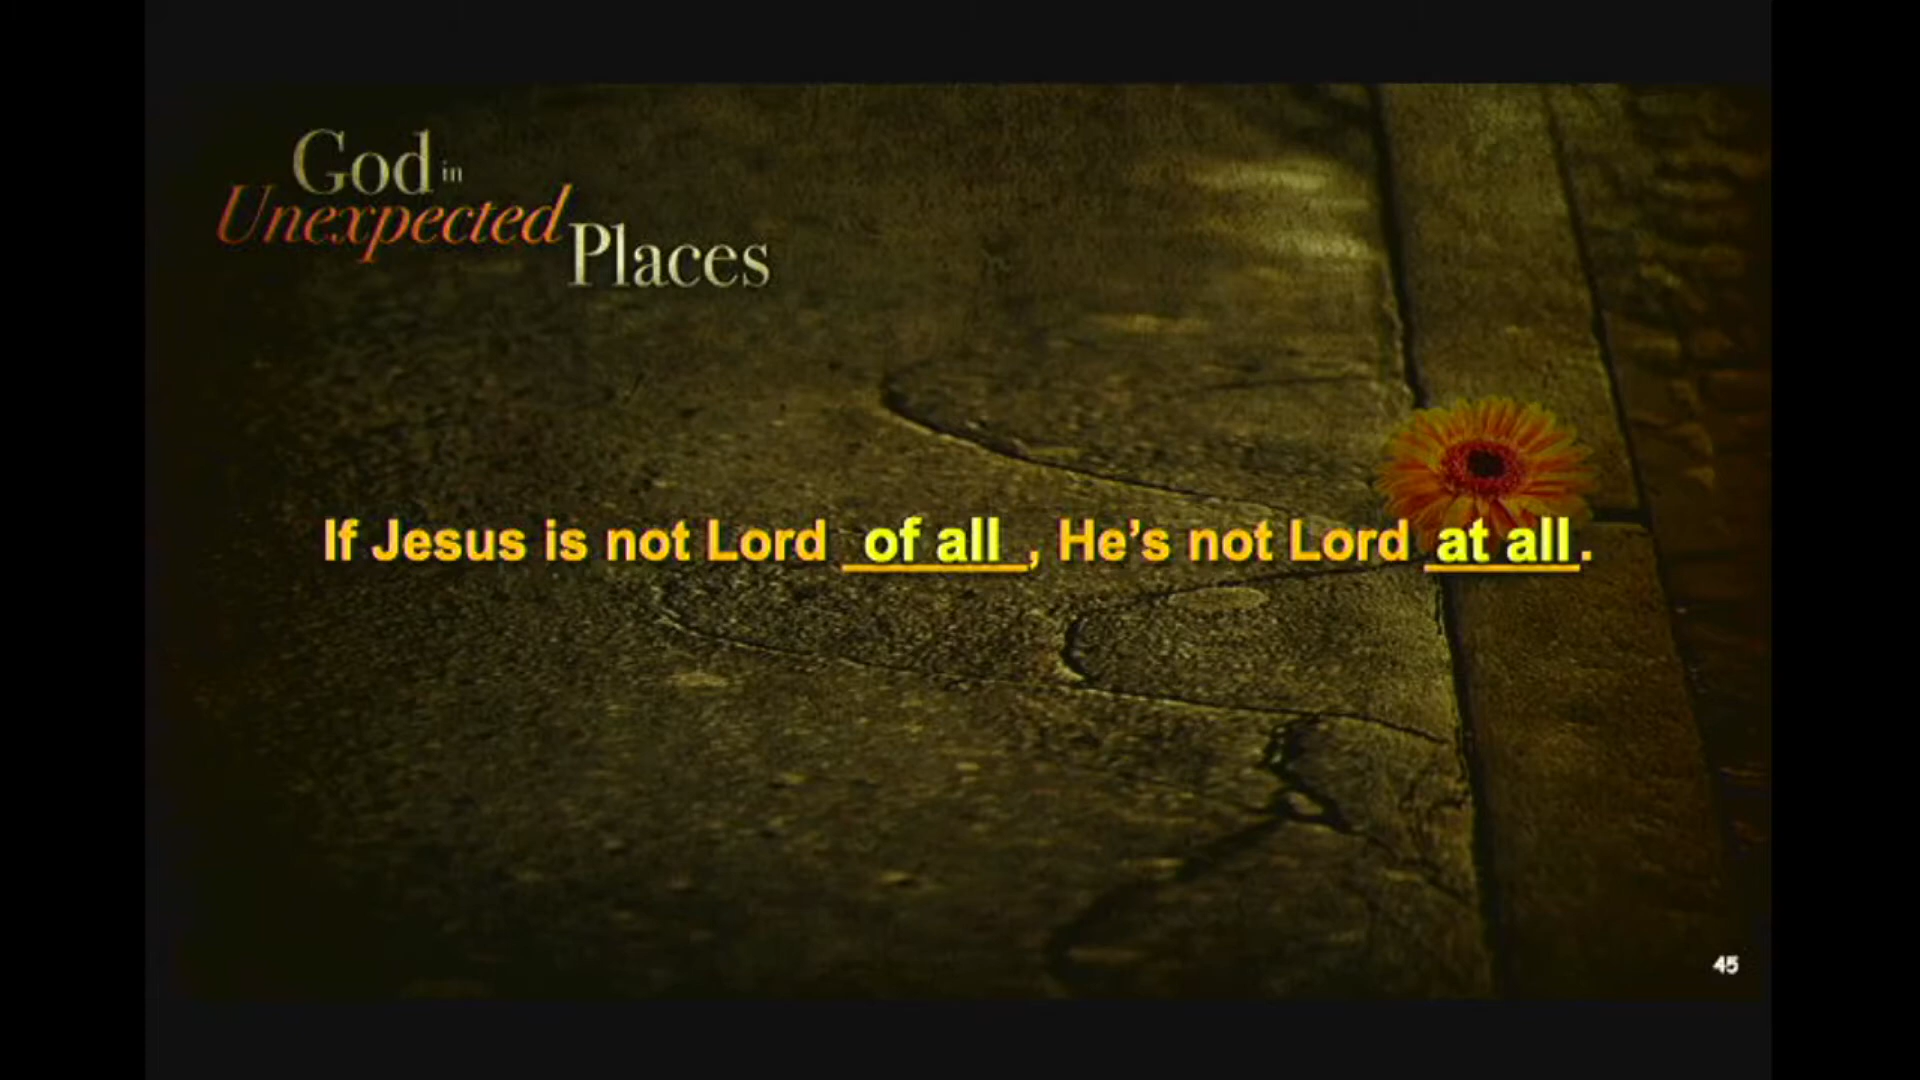 God in
Unexpected
Places
If Jesus is not Lord of all, He’s not Lord at all.
45